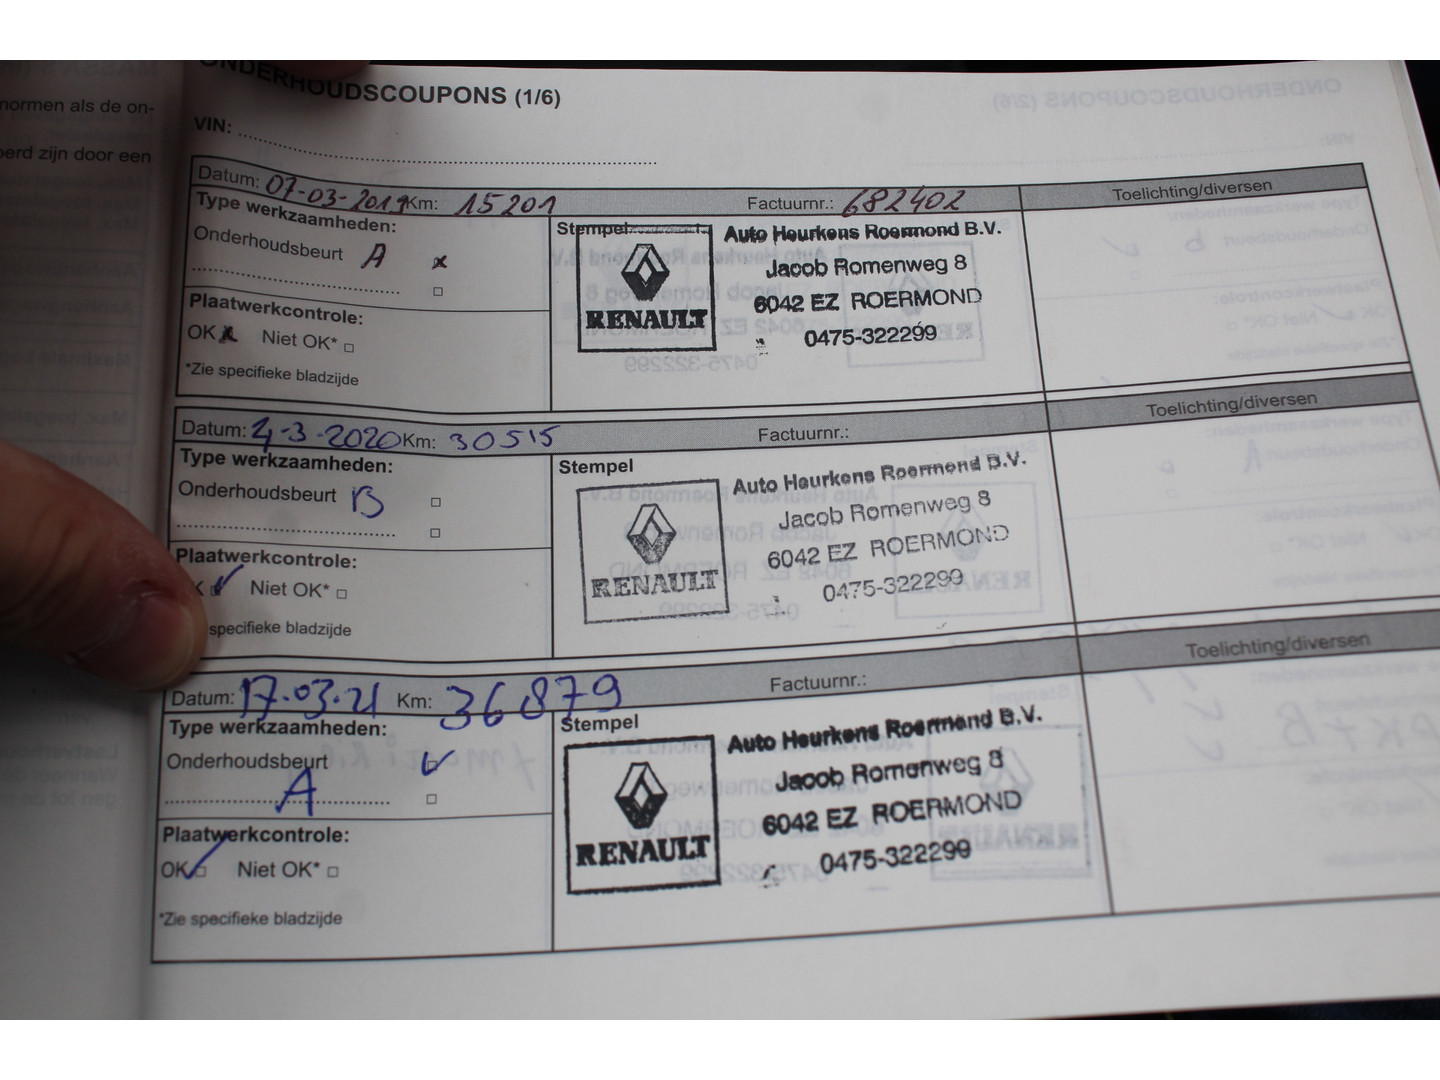 normen als de on-
oerd zijn door een
ONDERHOUDSCOUPONS (1/6)
VIN:
Datum: 07-03-2019 Km: 15201 Factuurnr.: 682402 Toelichting/diversen
Type werkzaamheden:
Onderhoudsbeurt A x
Plaatwerkcontrole:
OK x Niet OK*
*Zie specifieke bladzijde
Stempel
RENAULT
Auto Heurkens Roermond B.V.
Jacob Romenweg 8
6042 EZ ROERMOND
0475-322299
Datum: 4-3-2020 Km: 30515 Factuurnr.: Toelichting/diversen
Type werkzaamheden:
Onderhoudsbeurt B
Plaatwerkcontrole:
K Niet OK*
specifieke bladzijde
Stempel
RENAULT
Auto Heurkens Roermond B.V.
Jacob Romenweg 8
6042 EZ ROERMOND
0475-322299
Datum: 17-03-21 Km: 36879 Factuurnr.: Toelichting/diversen
Type werkzaamheden:
Onderhoudsbeurt
A
Plaatwerkcontrole:
OK Niet OK*
*Zie specifieke bladzijde
Stempel
RENAULT
Auto Heurkens Roermond B.V.
Jacob Romenweg 8
6042 EZ ROERMOND
0475-322299